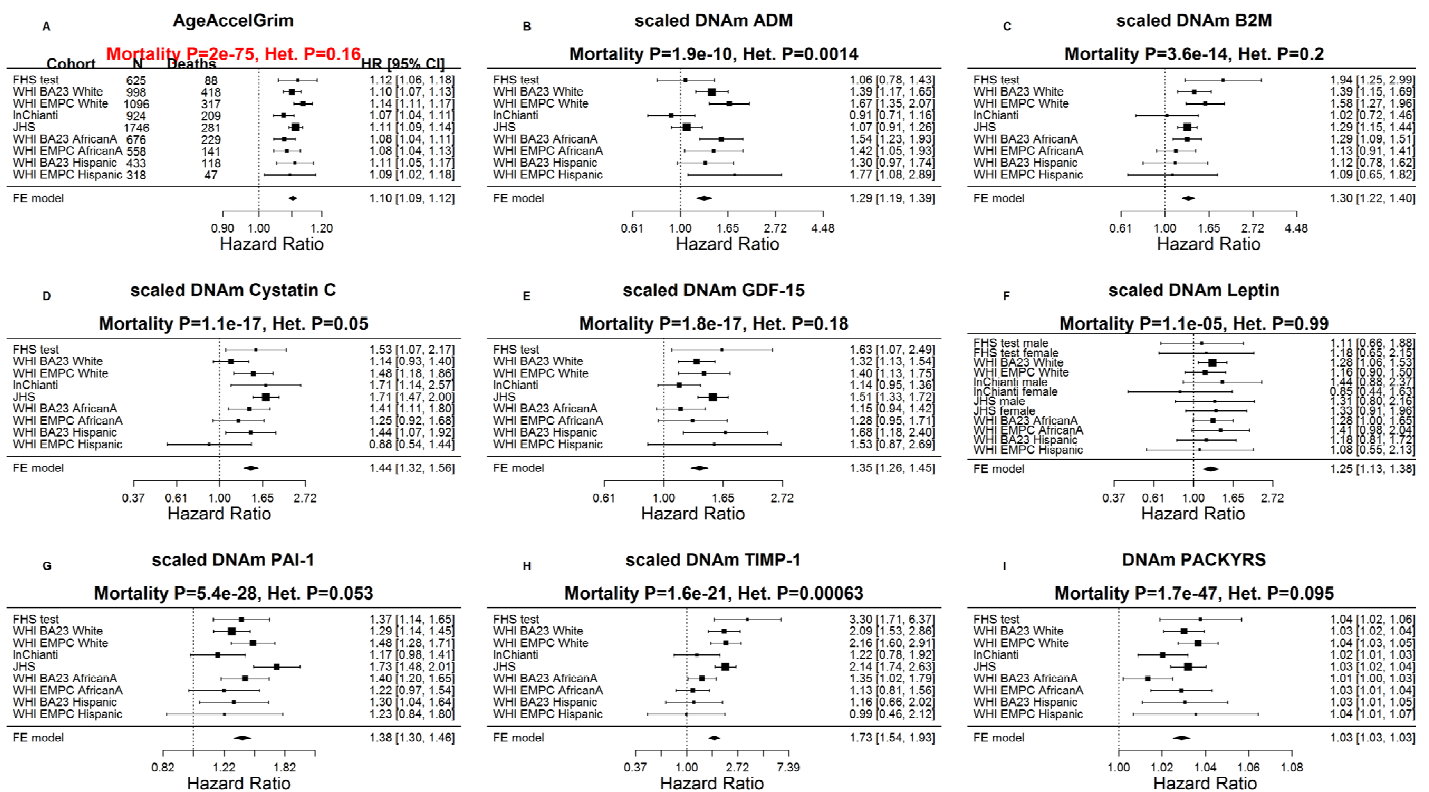 A
AgeAccelGrim
Mortality P=2e-75, Het. P=0.16
Cohort N Deaths HR [95% CI]
FHS test 625 88 1.12 [1.06, 1.18]
WHI BA23 White 998 418 1.10 [1.07, 1.13]
WHI EMPC White 1096 317 1.14 [1.11, 1.17]
InChianti 924 209 1.07 [1.04, 1.11]
JHS 1746 281 1.11 [1.09, 1.14]
WHI BA23 AfricanA 676 229 1.08 [1.04, 1.11]
WHI EMPC AfricanA 558 141 1.08 [1.04, 1.13]
WHI BA23 Hispanic 433 118 1.11 [1.05, 1.17]
WHI EMPC Hispanic 318 47 1.09 [1.02, 1.18]
FE model 1.10 [1.09, 1.12]
0.90 1.00 1.20
Hazard Ratio
B
scaled DNAm ADM
Mortality P=1.9e-10, Het. P=0.0014
FHS test 1.06 [0.78, 1.43]
WHI BA23 White 1.39 [1.17, 1.65]
WHI EMPC White 1.67 [1.35, 2.07]
InChianti 0.91 [0.71, 1.16]
JHS 1.07 [0.91, 1.26]
WHI BA23 AfricanA 1.54 [1.23, 1.93]
WHI EMPC AfricanA 1.42 [1.05, 1.93]
WHI BA23 Hispanic 1.30 [0.97, 1.74]
WHI EMPC Hispanic 1.77 [1.08, 2.89]
FE model 1.29 [1.19, 1.39]
0.61 1.00 1.65 2.72 4.48
Hazard Ratio
C
scaled DNAm B2M
Mortality P=3.6e-14, Het. P=0.2
FHS test 1.94 [1.25, 2.99]
WHI BA23 White 1.39 [1.15, 1.69]
WHI EMPC White 1.58 [1.27, 1.96]
InChianti 1.02 [0.72, 1.46]
JHS 1.29 [1.15, 1.44]
WHI BA23 AfricanA 1.29 [1.09, 1.51]
WHI EMPC AfricanA 1.13 [0.91, 1.41]
WHI BA23 Hispanic 1.12 [0.78, 1.62]
WHI EMPC Hispanic 1.09 [0.65, 1.82]
FE model 1.30 [1.22, 1.40]
0.61 1.00 1.65 2.72 4.48
Hazard Ratio
D
scaled DNAm Cystatin C
Mortality P=1.1e-17, Het. P=0.05
FHS test 1.53 [1.07, 2.17]
WHI BA23 White 1.14 [0.93, 1.40]
WHI EMPC White 1.48 [1.18, 1.86]
InChianti 1.71 [1.14, 2.57]
JHS 1.71 [1.47, 2.00]
WHI BA23 AfricanA 1.41 [1.11, 1.80]
WHI EMPC AfricanA 1.25 [0.92, 1.68]
WHI BA23 Hispanic 1.44 [1.07, 1.92]
WHI EMPC Hispanic 0.88 [0.54, 1.44]
FE model 1.44 [1.32, 1.56]
0.37 0.61 1.00 1.65 2.72
Hazard Ratio
E
scaled DNAm GDF-15
Mortality P=1.8e-17, Het. P=0.18
FHS test 1.63 [1.07, 2.49]
WHI BA23 White 1.32 [1.13, 1.54]
WHI EMPC White 1.40 [1.13, 1.75]
InChianti 1.14 [0.95, 1.36]
JHS 1.51 [1.33, 1.72]
WHI BA23 AfricanA 1.15 [0.94, 1.42]
WHI EMPC AfricanA 1.28 [0.95, 1.71]
WHI BA23 Hispanic 1.68 [1.18, 2.40]
WHI EMPC Hispanic 1.53 [0.87, 2.69]
FE model 1.35 [1.26, 1.45]
0.61 1.00 1.65 2.72
Hazard Ratio
F
scaled DNAm Leptin
Mortality P=1.1e-05, Het. P=0.99
FHS test male 1.11 [0.66, 1.88]
FHS test female 1.18 [0.65, 2.15]
WHI BA23 White 1.28 [1.06, 1.53]
WHI EMPC White 1.16 [0.90, 1.50]
InChianti male 1.44 [0.88, 2.37]
InChianti female 0.85 [0.44, 1.63]
JHS male 1.31 [0.80, 2.16]
JHS female 1.33 [0.91, 1.96]
WHI BA23 AfricanA 1.28 [1.00, 1.65]
WHI EMPC AfricanA 1.41 [0.98, 2.04]
WHI BA23 Hispanic 1.18 [0.81, 1.72]
WHI EMPC Hispanic 1.08 [0.55, 2.13]
FE model 1.25 [1.13, 1.38]
0.37 0.61 1.00 1.65 2.72
Hazard Ratio
G
scaled DNAm PAI-1
Mortality P=5.4e-28, Het. P=0.053
FHS test 1.37 [1.14, 1.65]
WHI BA23 White 1.29 [1.14, 1.45]
WHI EMPC White 1.48 [1.28, 1.71]
InChianti 1.17 [0.98, 1.41]
JHS 1.73 [1.48, 2.01]
WHI BA23 AfricanA 1.40 [1.20, 1.65]
WHI EMPC AfricanA 1.22 [0.97, 1.54]
WHI BA23 Hispanic 1.30 [1.04, 1.64]
WHI EMPC Hispanic 1.23 [0.84, 1.80]
FE model 1.38 [1.30, 1.46]
0.82 1.22 1.82
Hazard Ratio
H
scaled DNAm TIMP-1
Mortality P=1.6e-21, Het. P=0.00063
FHS test 3.30 [1.71, 6.37]
WHI BA23 White 2.09 [1.53, 2.86]
WHI EMPC White 2.16 [1.60, 2.91]
InChianti 1.22 [0.78, 1.92]
JHS 2.14 [1.74, 2.63]
WHI BA23 AfricanA 1.35 [1.02, 1.79]
WHI EMPC AfricanA 1.13 [0.81, 1.56]
WHI BA23 Hispanic 1.16 [0.66, 2.02]
WHI EMPC Hispanic 0.99 [0.46, 2.12]
FE model 1.73 [1.54, 1.93]
0.37 1.00 2.72 7.39
Hazard Ratio
I
DNAm PACKYRS
Mortality P=1.7e-47, Het. P=0.095
FHS test 1.04 [1.02, 1.06]
WHI BA23 White 1.03 [1.02, 1.04]
WHI EMPC White 1.04 [1.03, 1.05]
InChianti 1.02 [1.01, 1.03]
JHS 1.03 [1.02, 1.04]
WHI BA23 AfricanA 1.01 [1.00, 1.03]
WHI EMPC AfricanA 1.03 [1.01, 1.04]
WHI BA23 Hispanic 1.03 [1.01, 1.05]
WHI EMPC Hispanic 1.04 [1.01, 1.07]
FE model 1.03 [1.03, 1.03]
1.00 1.02 1.04 1.06 1.08
Hazard Ratio